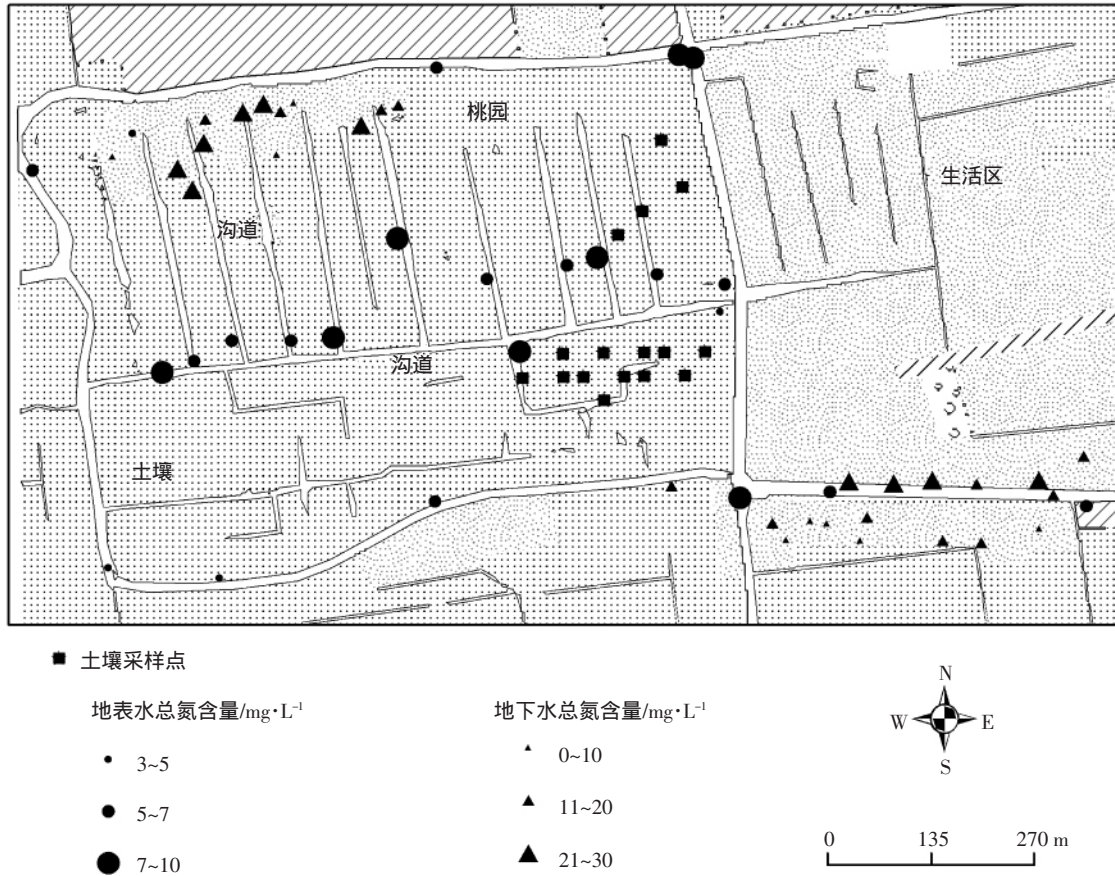 桃园
生活区
沟道
沟道
土壤
土壤采样点
地表水总氮含量/mg·L⁻¹
3~5
5~7
7~10
地下水总氮含量/mg·L⁻¹
0~10
11~20
21~30
N
W E
S
0 135 270 m